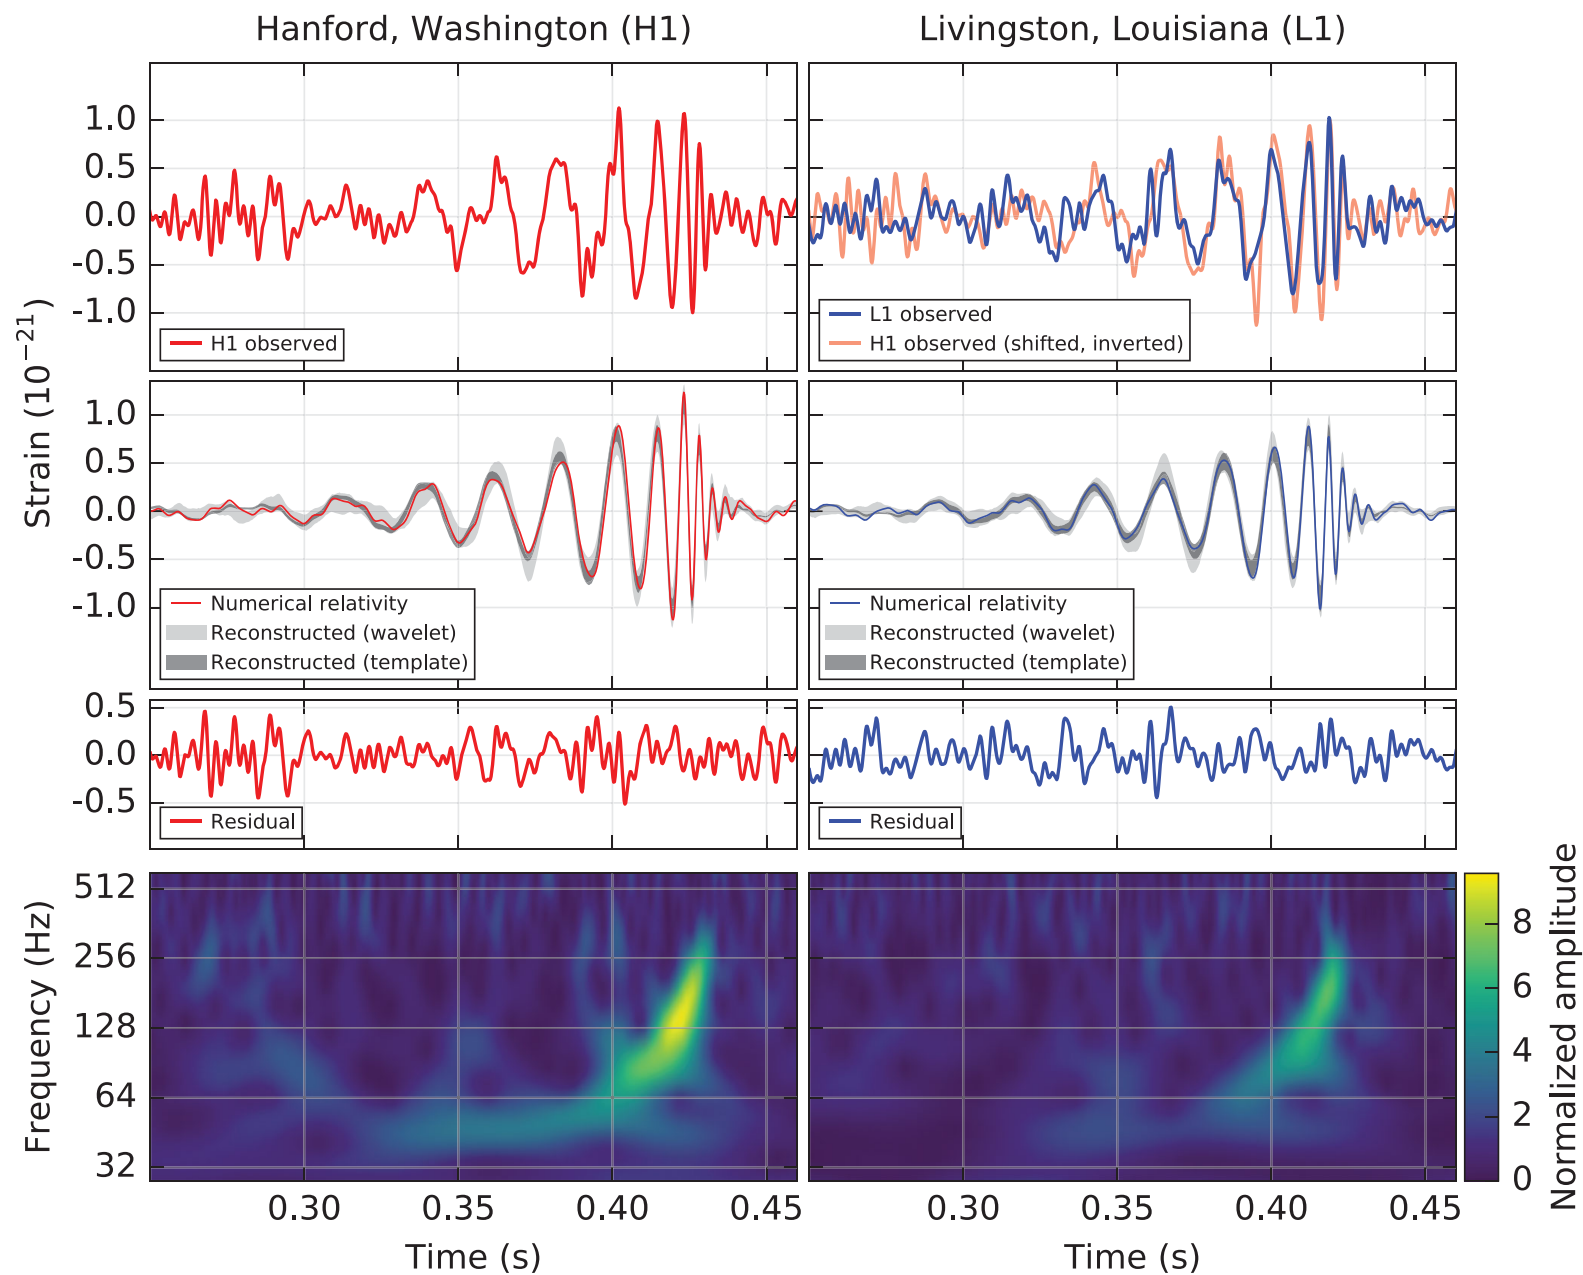 Hanford, Washington (H1)
Livingston, Louisiana (L1)
Strain (10⁻²¹)
1.0
0.5
0.0
-0.5
-1.0
H1 observed
L1 observed
H1 observed (shifted, inverted)
1.0
0.5
0.0
-0.5
-1.0
Numerical relativity
Reconstructed (wavelet)
Reconstructed (template)
Numerical relativity
Reconstructed (wavelet)
Reconstructed (template)
0.5
0.0
-0.5
Residual
Residual
Frequency (Hz)
512
256
128
64
32
Normalized amplitude
8
6
4
2
0
0.30 0.35 0.40 0.45
0.30 0.35 0.40 0.45
Time (s)
Time (s)